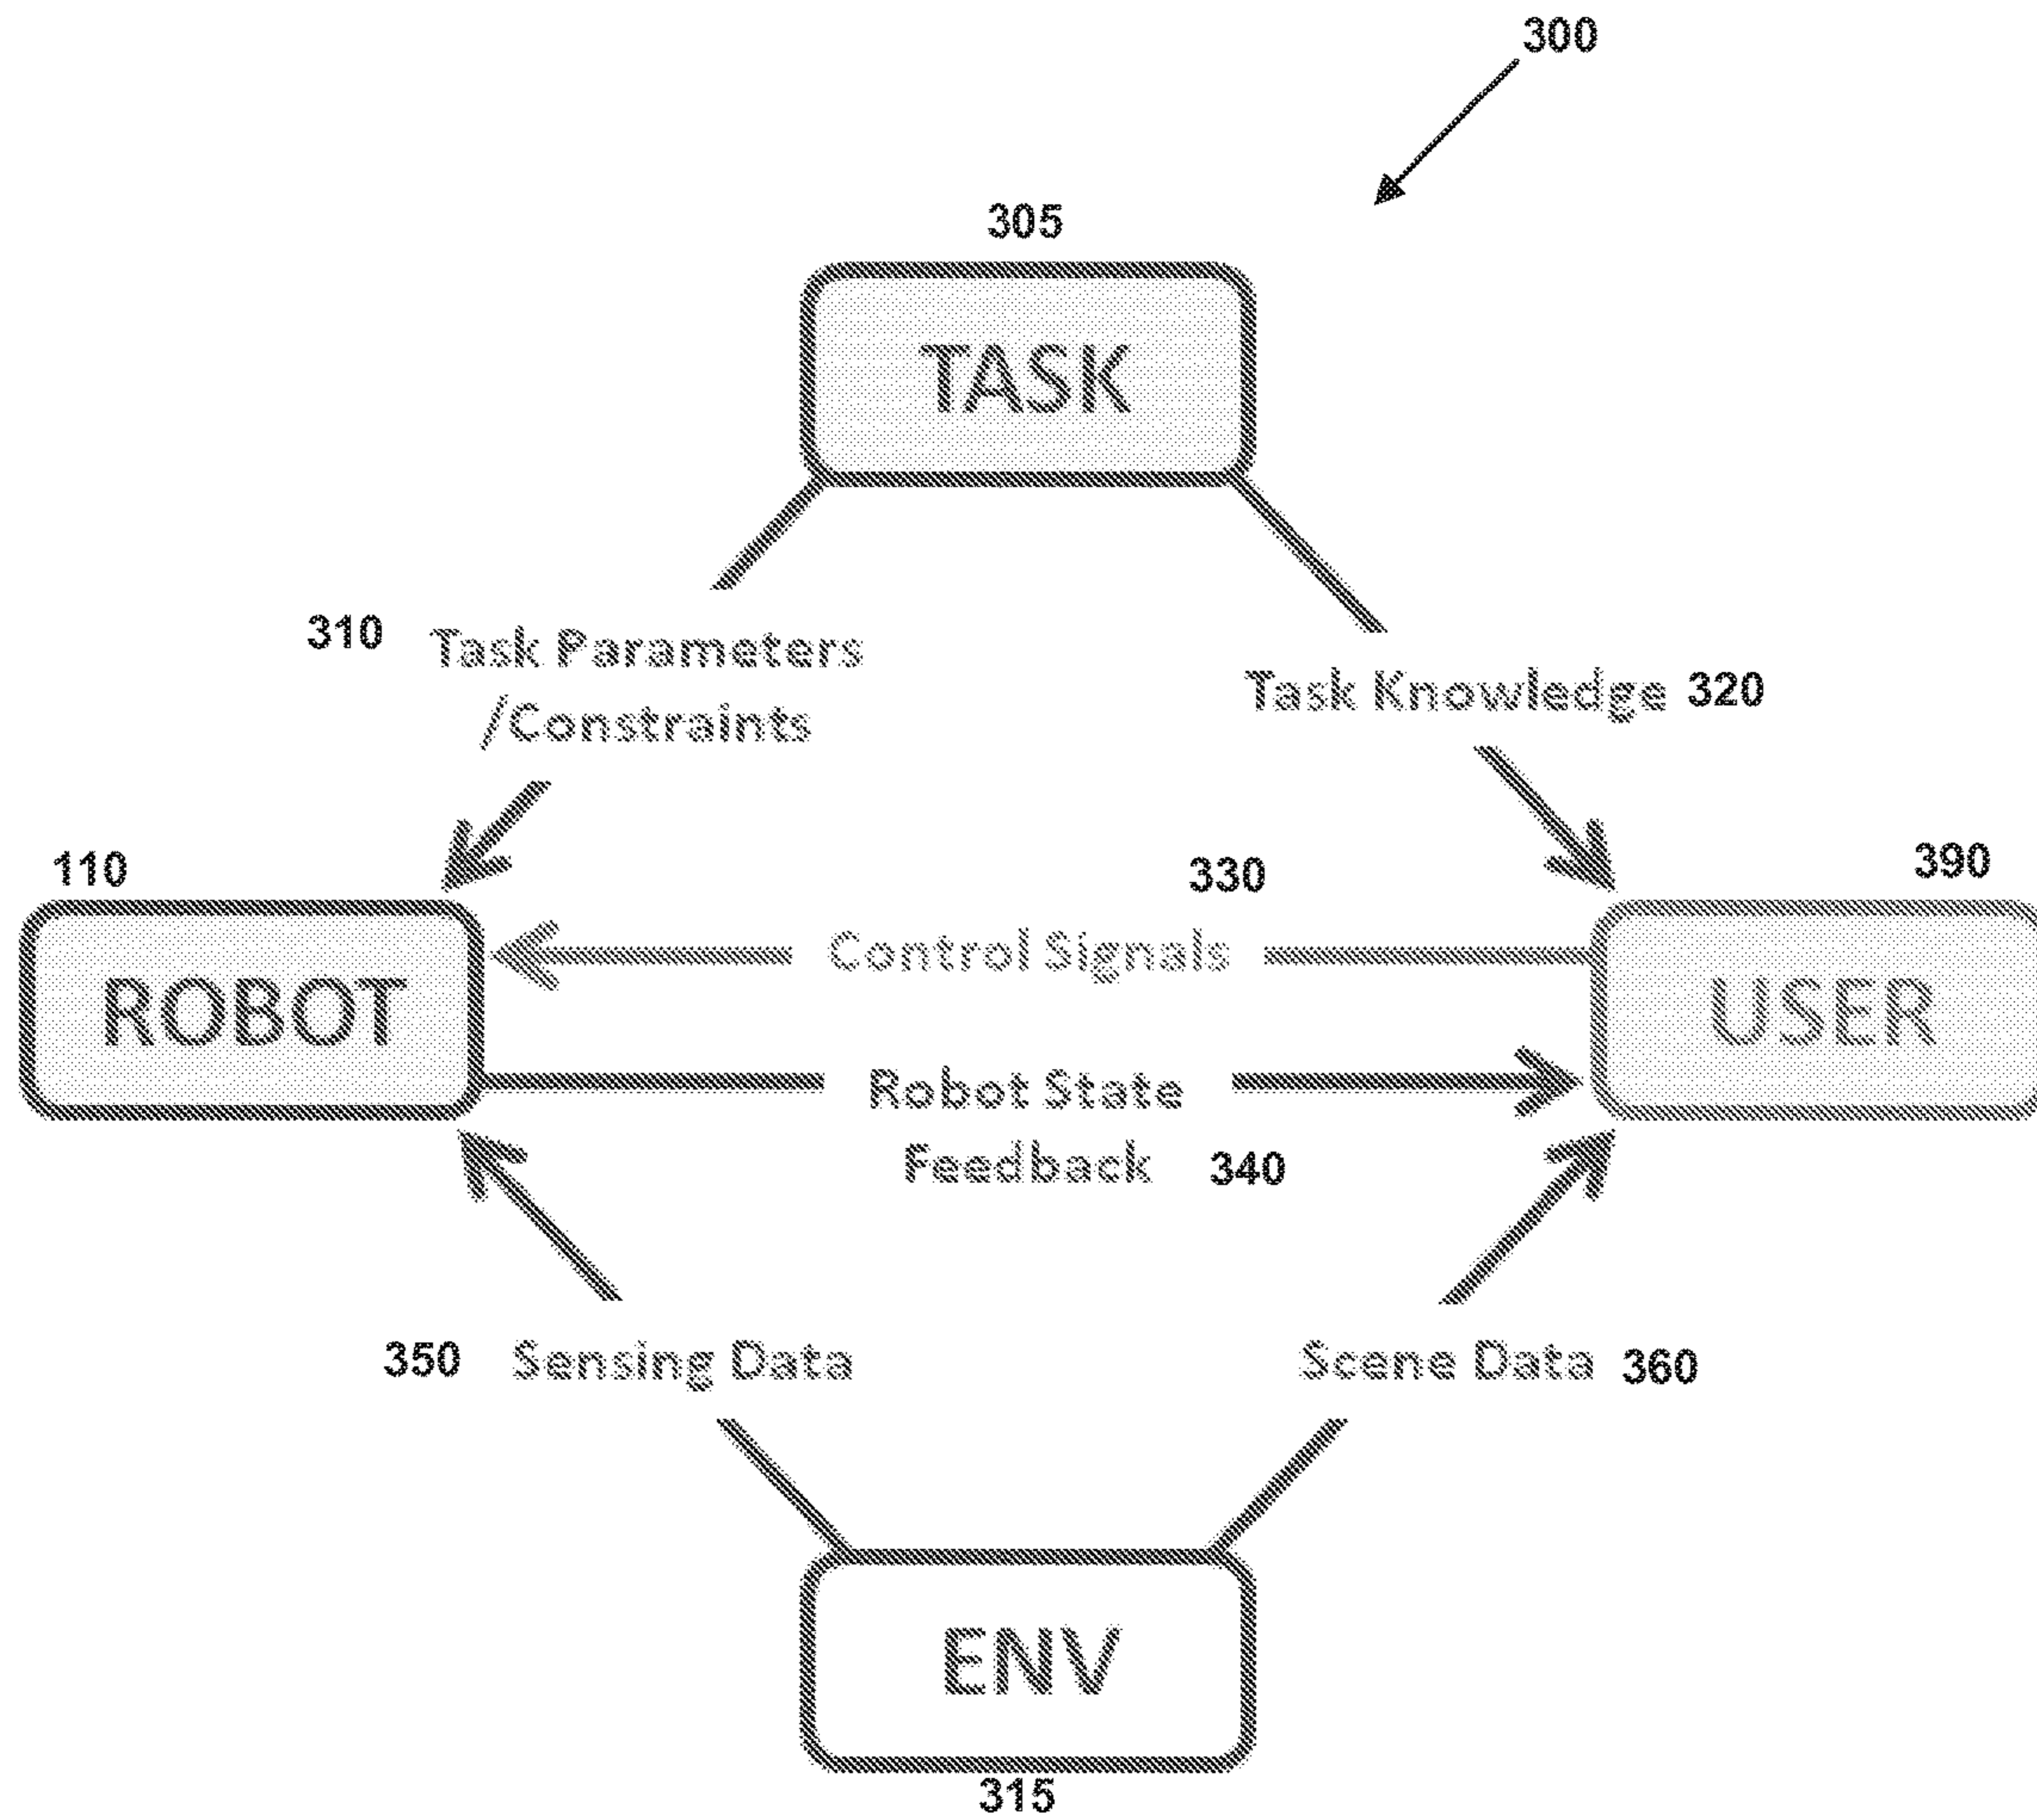 300
305
TASK
310 Task Parameters
/Constraints
Task Knowledge 320
110
330
390
ROBOT
Control Signals
USER
Robot State
Feedback 340
350 Sensing Data
Scene Data 360
ENV
315